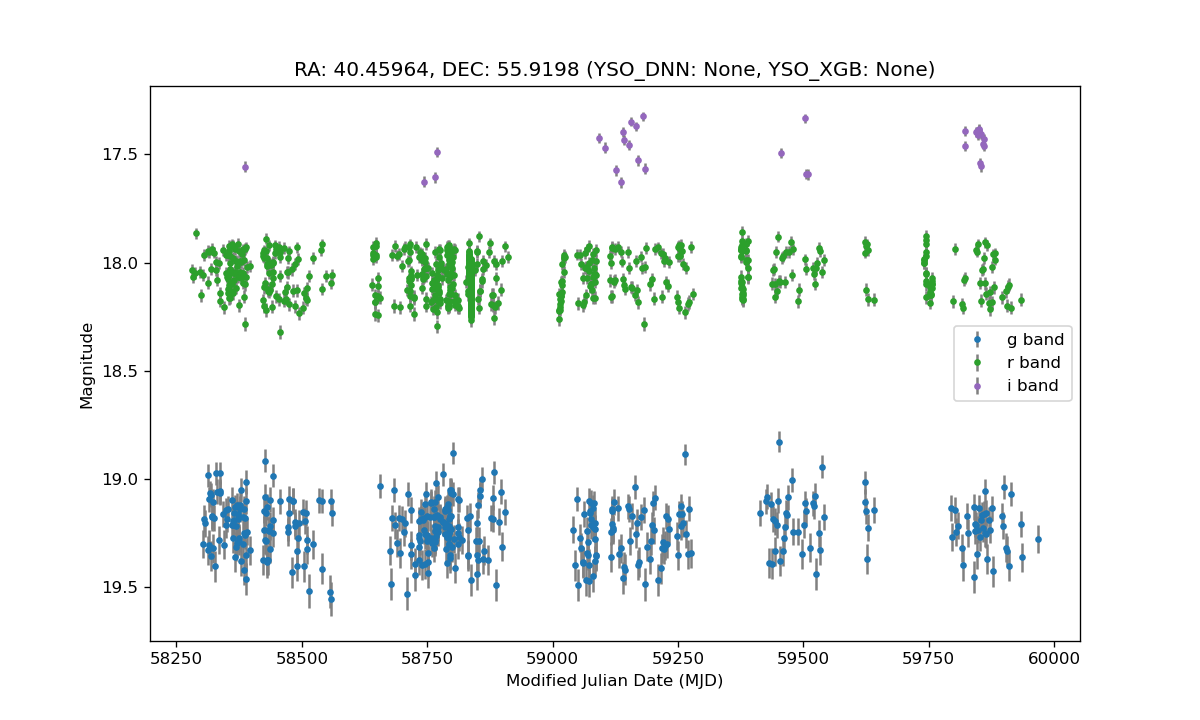 RA: 40.45964, DEC: 55.9198 (YSO_DNN: None, YSO_XGB: None)
17.5
18.0
18.5
19.0
19.5
Magnitude
g band
r band
i band
58250 58500 58750 59000 59250 59500 59750 60000
Modified Julian Date (MJD)